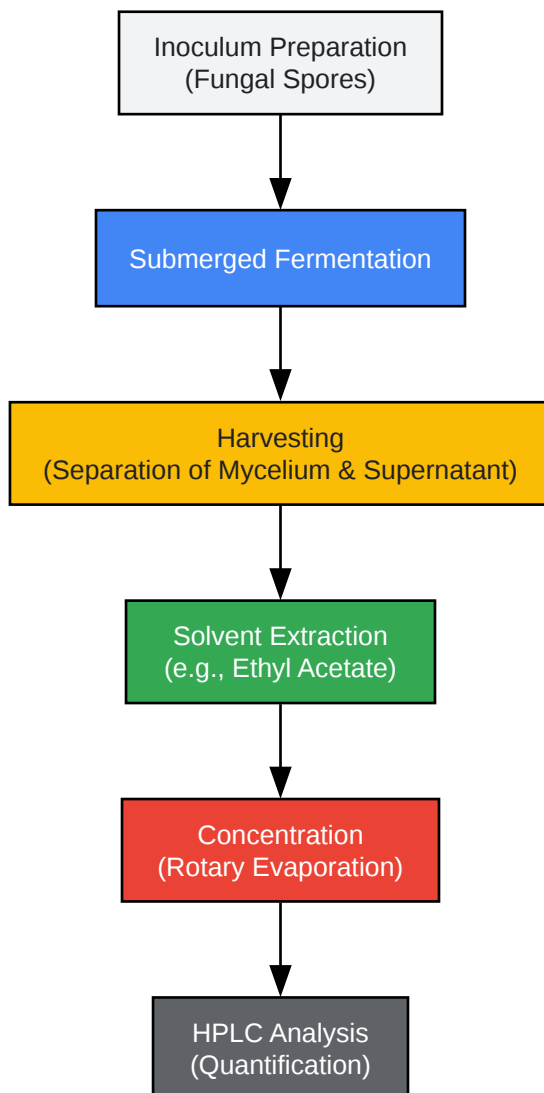 Inoculum Preparation
(Fungal Spores)
Submerged Fermentation
Harvesting
(Separation of Mycelium & Supernatant)
Solvent Extraction
(e.g., Ethyl Acetate)
Concentration
(Rotary Evaporation)
HPLC Analysis
(Quantification)